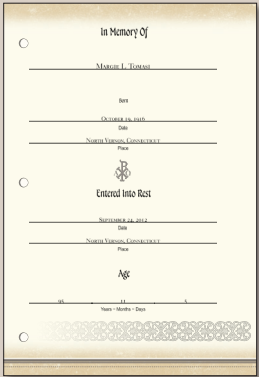 In Memory Of
Margie L. Tomasi
Born
October 19, 1916
Date
North Vernon, Connecticut
Place
Entered Into Rest
September 24, 2012
Date
North Vernon, Connecticut
Place
Age
95 11 5
Years ~ Months ~ Days